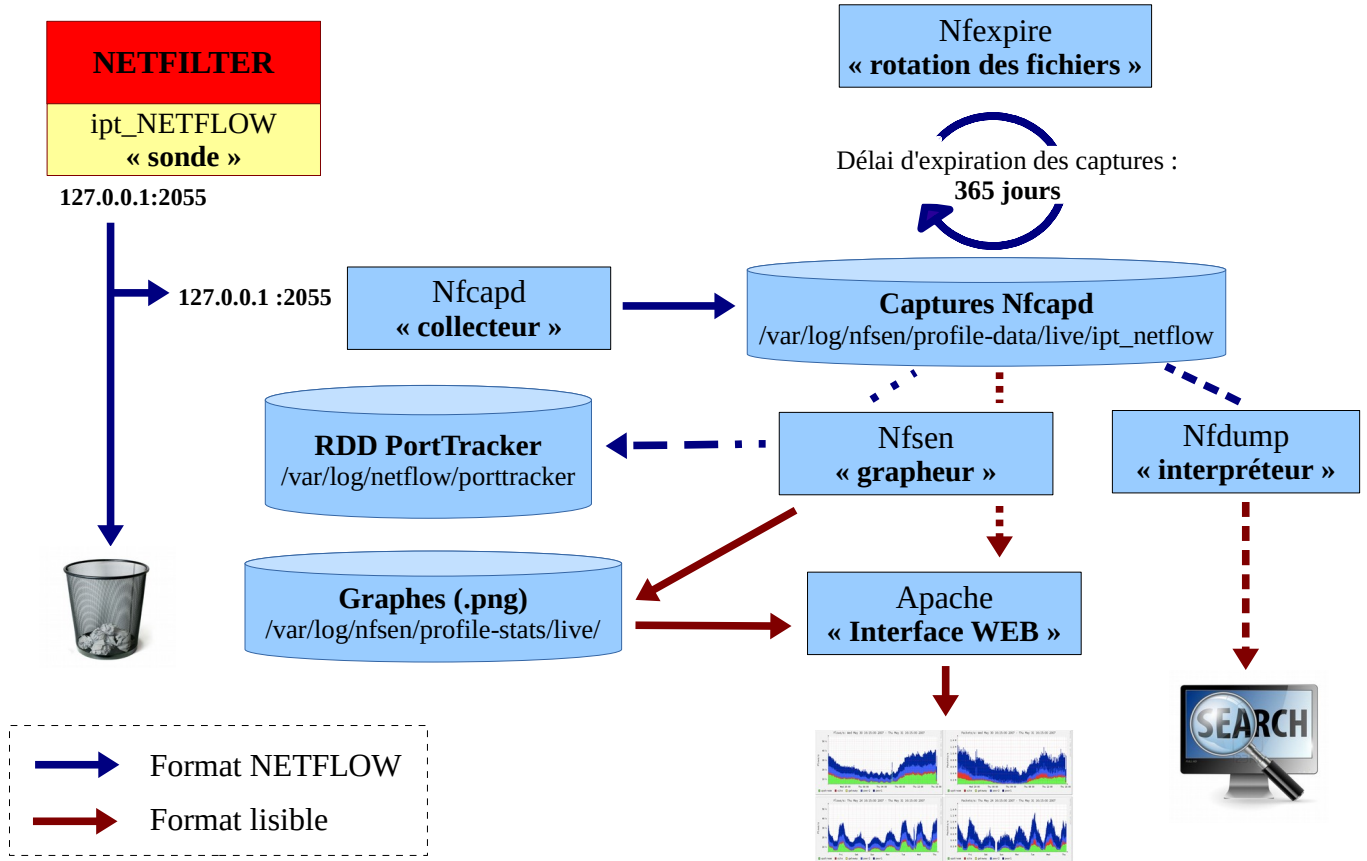 NETFILTER
ipt_NETFLOW
« sonde »
127.0.0.1:2055
Nfexpire
« rotation des fichiers »
Délai d'expiration des captures :
365 jours
127.0.0.1 :2055
Nfcapd
« collecteur »
Captures Nfcapd
/var/log/nfsen/profile-data/live/ipt_netflow
RDD PortTracker
/var/log/netflow/porttracker
Nfsen
« grapheur »
Nfdump
« interpréteur »
Graphes (.png)
/var/log/nfsen/profile-stats/live/
Apache
« Interface WEB »
SEARCH
Format NETFLOW
Format lisible